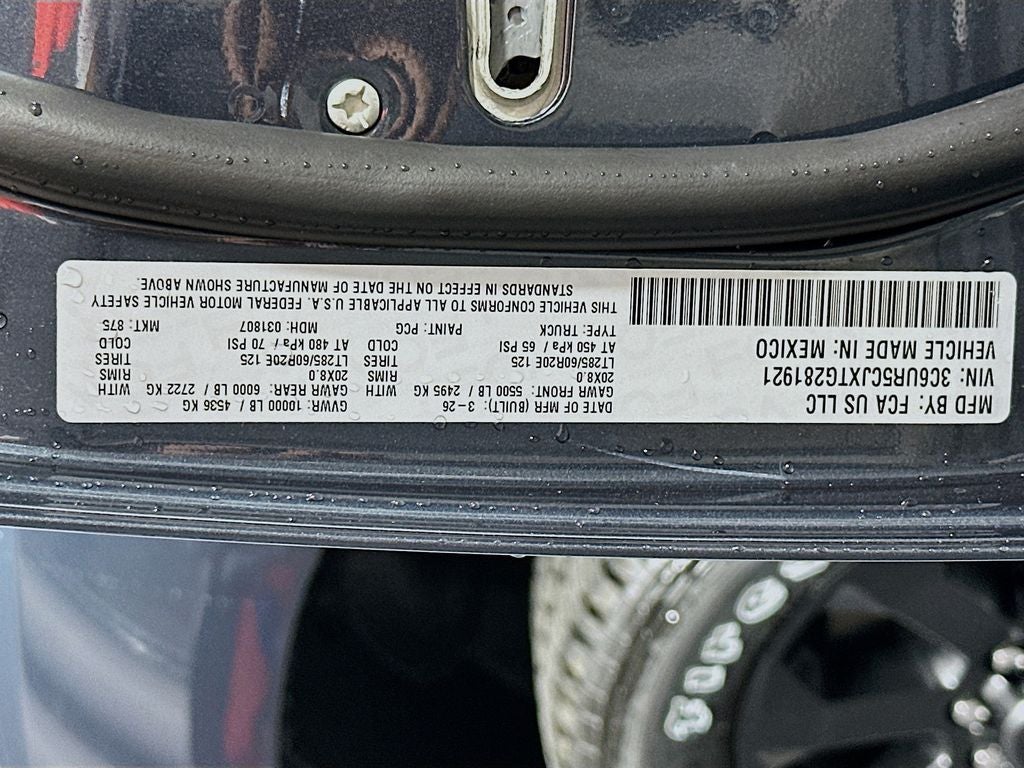 MFD BY: FCA US LLC
VIN: 3C6UR5CJXTG281921
VEHICLE MADE IN: MEXICO
DATE OF MFR (BUILT): 3-26
GVWR: 10000 LB / 4536 KG
GAWR FRONT: 5500 LB / 2495 KG WITH
GAWR REAR: 6000 LB / 2722 KG WITH
20X8.0 RIMS
20X8.0 RIMS
LT285/60R20E 125 TIRES
LT285/60R20E 125 TIRES
AT 450 kPa / 65 PSI COLD
AT 480 kPa / 70 PSI COLD
TYPE: TRUCK PAINT: PCG MDH: 031807 MKT: 875
THIS VEHICLE CONFORMS TO ALL APPLICABLE U.S.A. FEDERAL MOTOR VEHICLE SAFETY
STANDARDS IN EFFECT ON THE DATE OF MANUFACTURE SHOWN ABOVE.